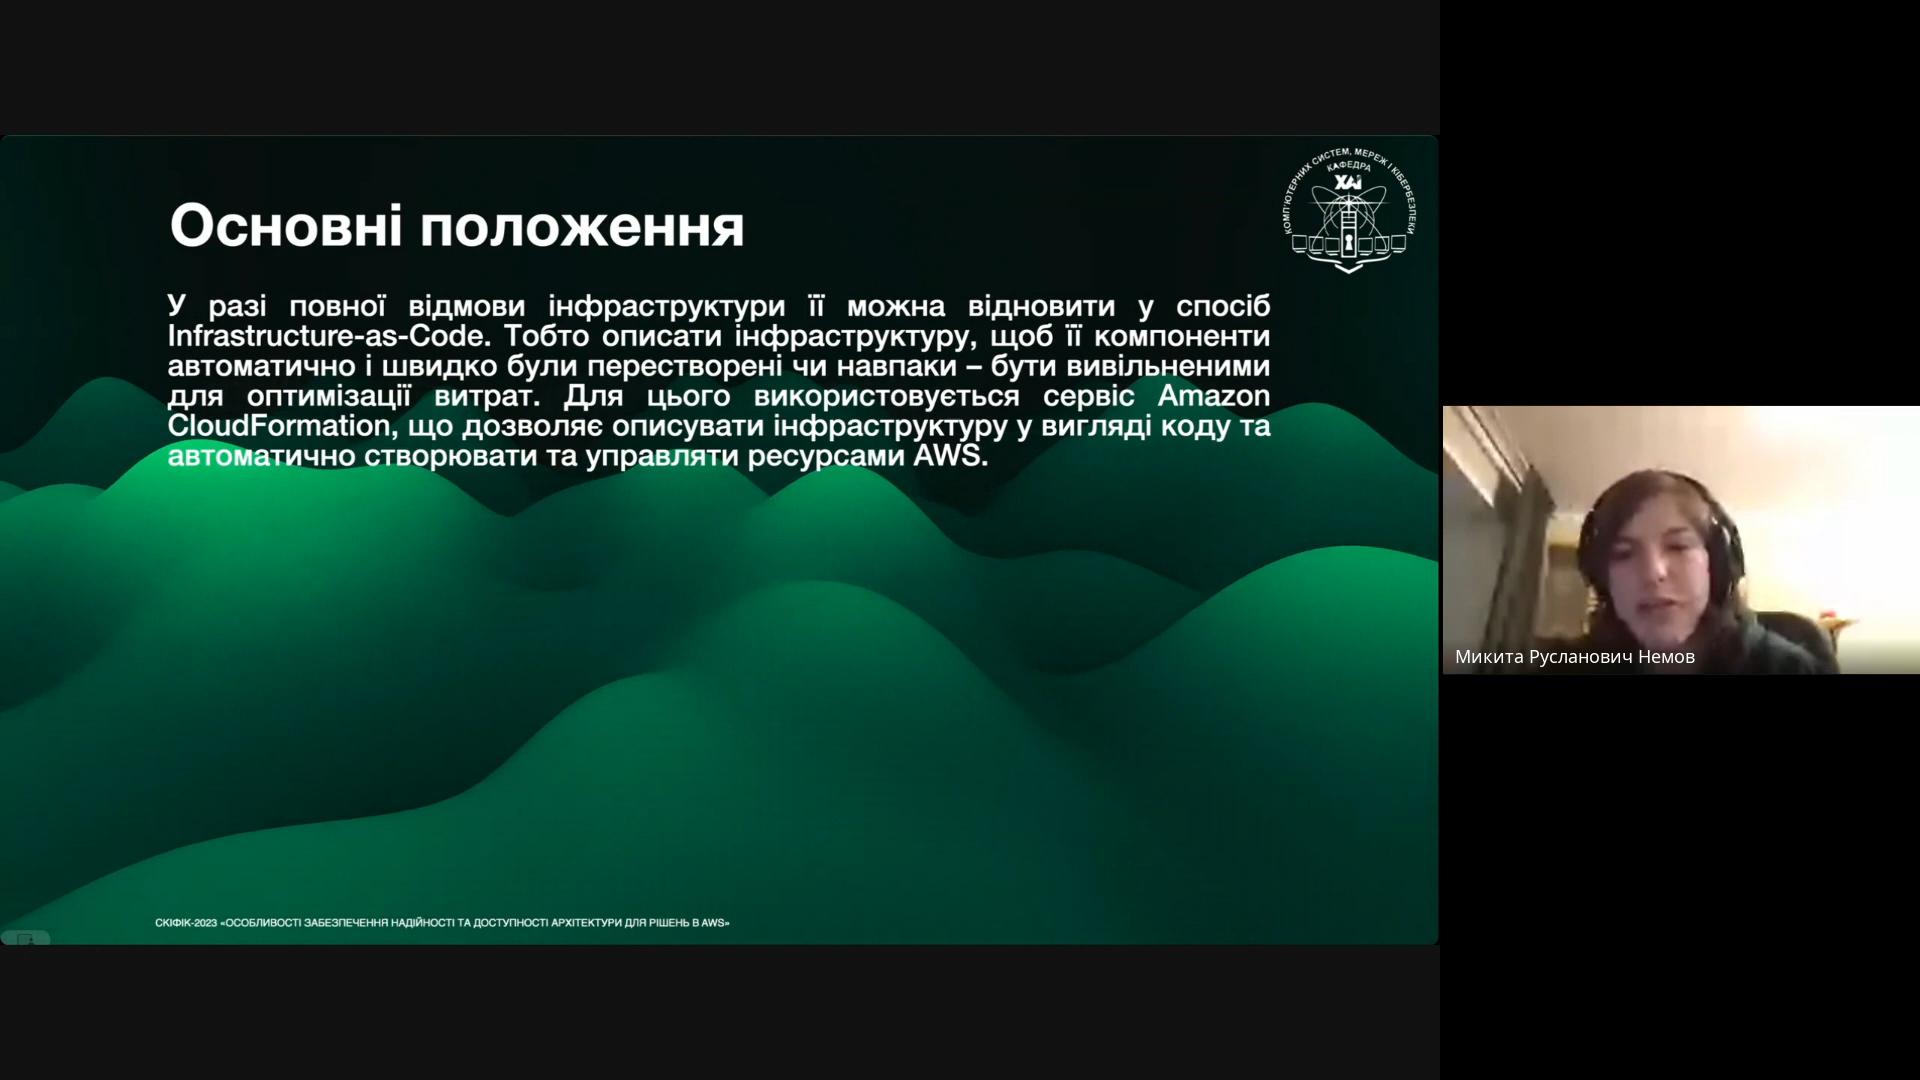 КОМП'ЮТЕРНИХ СИСТЕМ, МЕРЕЖ І КІБЕРБЕЗПЕКИ
КАФЕДРА
ХАІ
Основні положення
У разі повної відмови інфраструктури її можна відновити у спосіб
Infrastructure-as-Code. Тобто описати інфраструктуру, щоб її компоненти
автоматично і швидко були перестворені чи навпаки – бути вивільненими
для оптимізації витрат. Для цього використовується сервіс Amazon
CloudFormation, що дозволяє описувати інфраструктуру у вигляді коду та
автоматично створювати та управляти ресурсами AWS.
Микита Русланович Немов
СКІФІК-2023 «ОСОБЛИВОСТІ ЗАБЕЗПЕЧЕННЯ НАДІЙНОСТІ ТА ДОСТУПНОСТІ АРХІТЕКТУРИ ДЛЯ РІШЕНЬ В AWS»